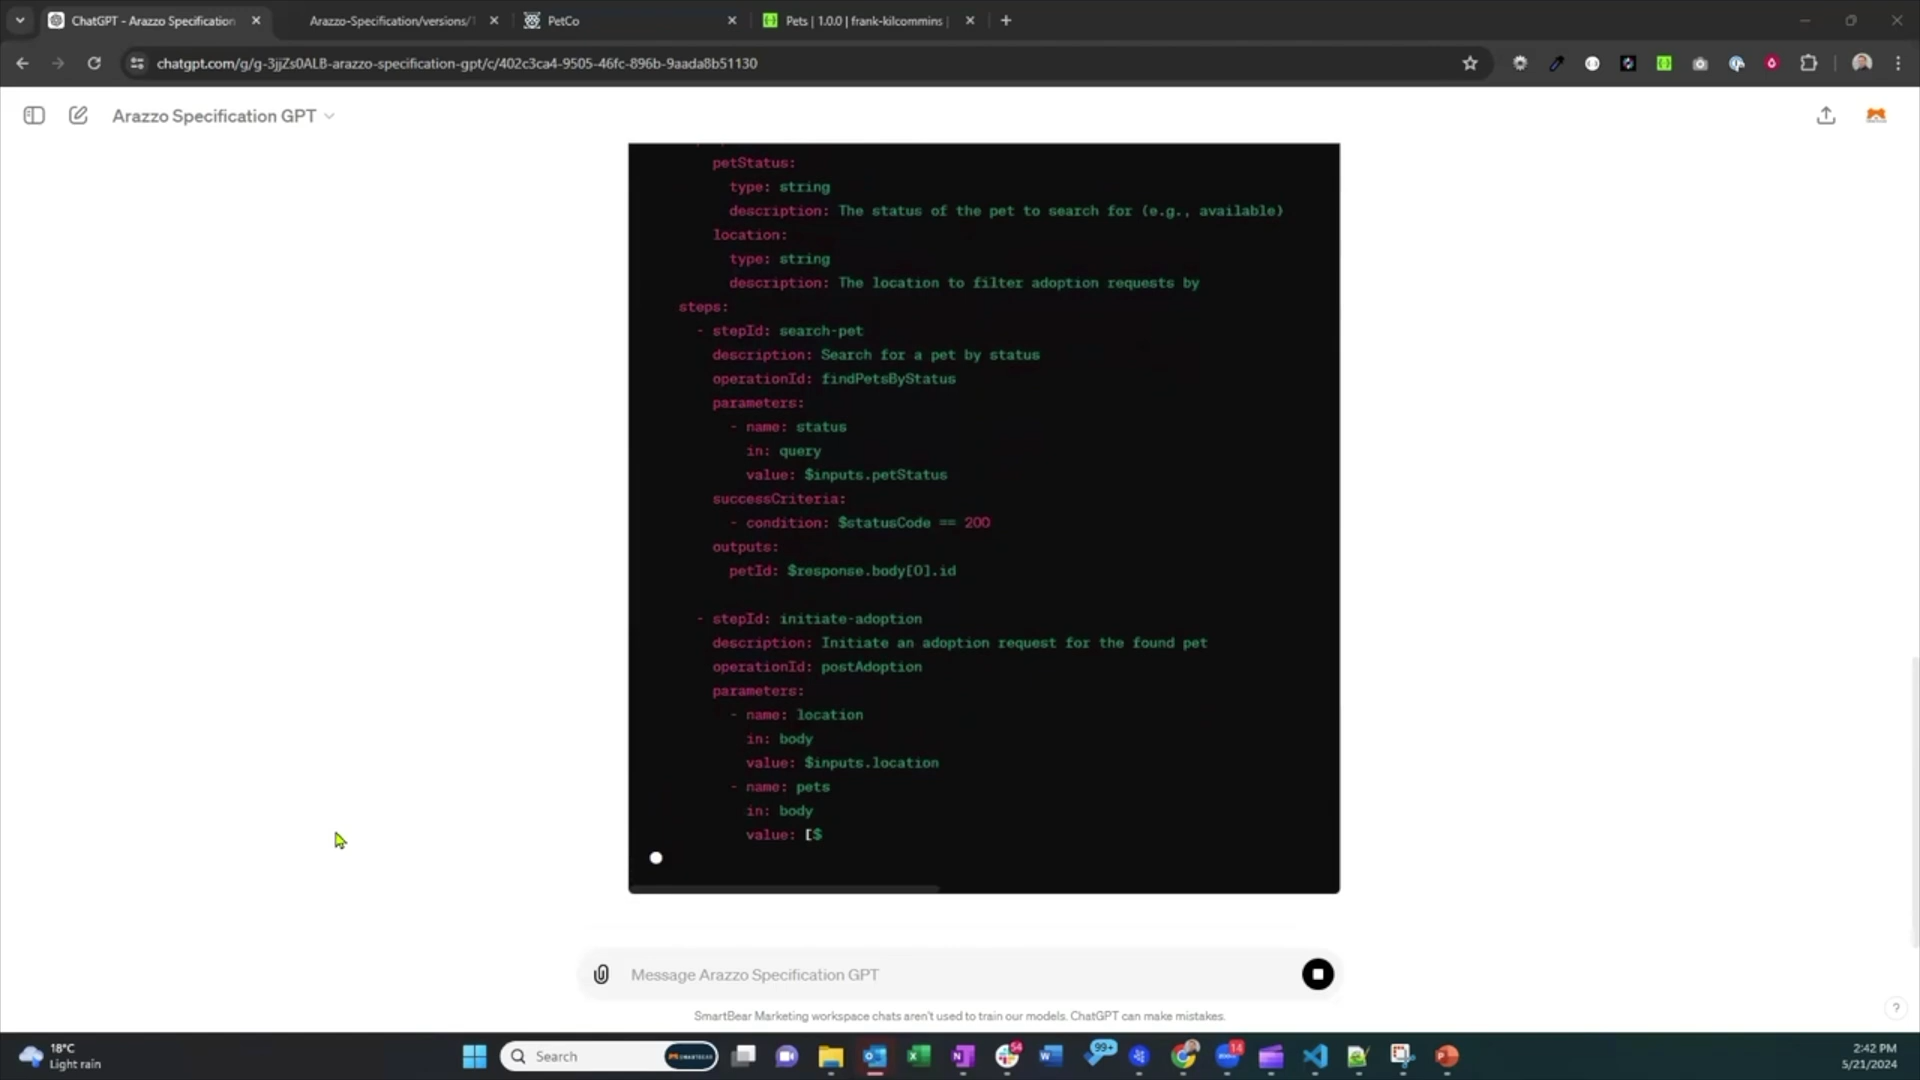 ChatGPT - Arazzo Specification
Arazzo-Specification/versions/1
PetCo
Pets | 1.0.0 | frank-kilcommins |
chatgpt.com/g/g-3jjZs0ALB-arazzo-specification-gpt/c/402c3ca4-9505-46fc-896b-9aada8b51130
Arazzo Specification GPT
petStatus:
type: string
description: The status of the pet to search for (e.g., available)
location:
type: string
description: The location to filter adoption requests by
steps:
- stepId: search-pet
description: Search for a pet by status
operationId: findPetsByStatus
parameters:
- name: status
in: query
value: $inputs.petStatus
successCriteria:
- condition: $statusCode == 200
outputs:
petId: $response.body[0].id
- stepId: initiate-adoption
description: Initiate an adoption request for the found pet
operationId: postAdoption
parameters:
- name: location
in: body
value: $inputs.location
- name: pets
in: body
value: [$
Message Arazzo Specification GPT
SmartBear Marketing workspace chats aren't used to train our models. ChatGPT can make mistakes.
?
18°C
Light rain
Search
54
99+
14
2:42 PM
5/21/2024